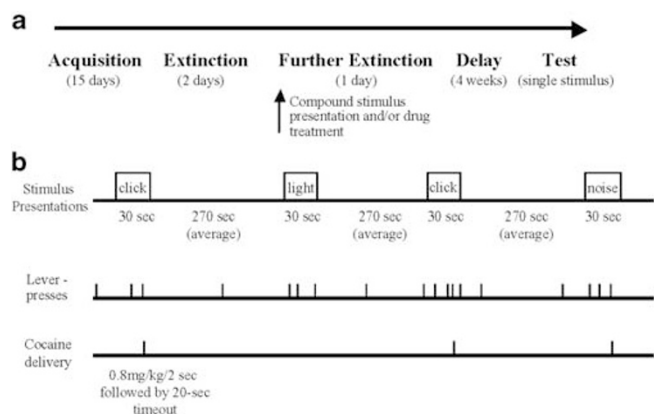 a
Acquisition Extinction Further Extinction Delay Test
(15 days) (2 days) (1 day) (4 weeks) (single stimulus)
Compound stimulus
presentation and/or drug
treatment
b
Stimulus
Presentations
click light click noise
30 sec 270 sec 30 sec 270 sec 30 sec 270 sec 30 sec
(average) (average) (average)
Lever -
presses
Cocaine
delivery
0.8mg/kg/2 sec
followed by 20-sec
timeout